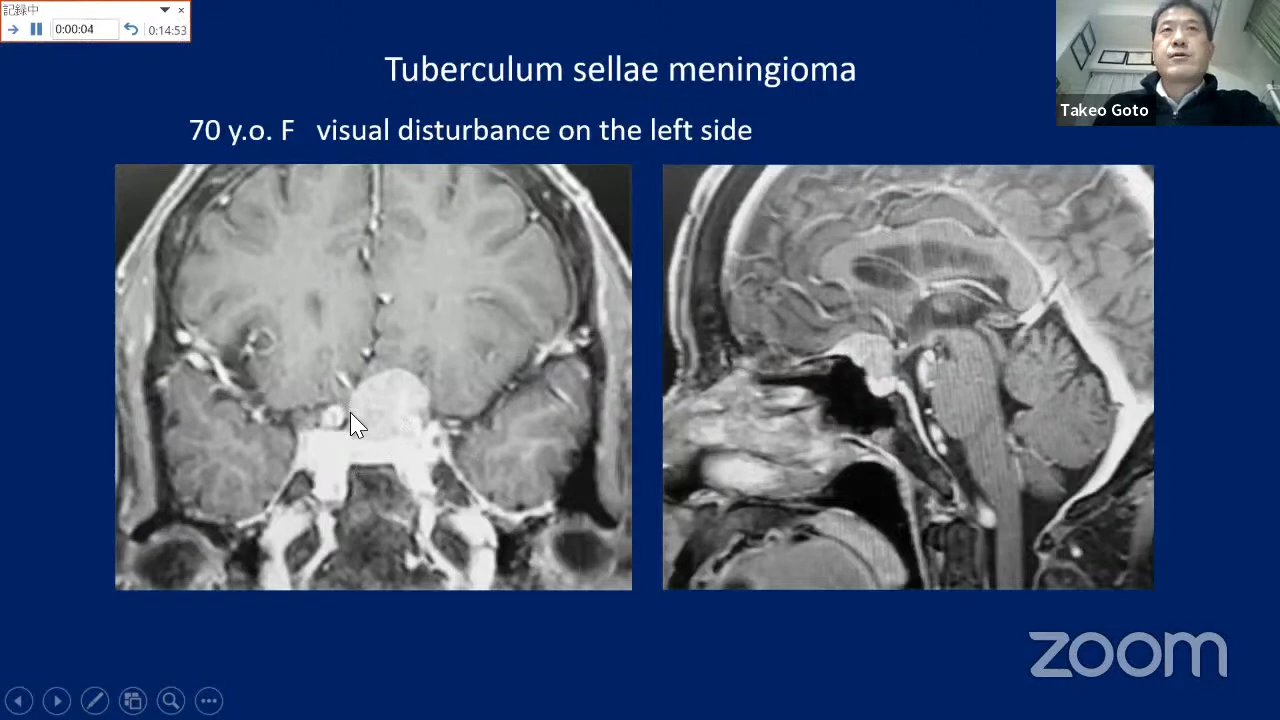 記録中
0:00:04
0:14:53
Tuberculum sellae meningioma
70 y.o. F visual disturbance on the left side
Takeo Goto
zoom